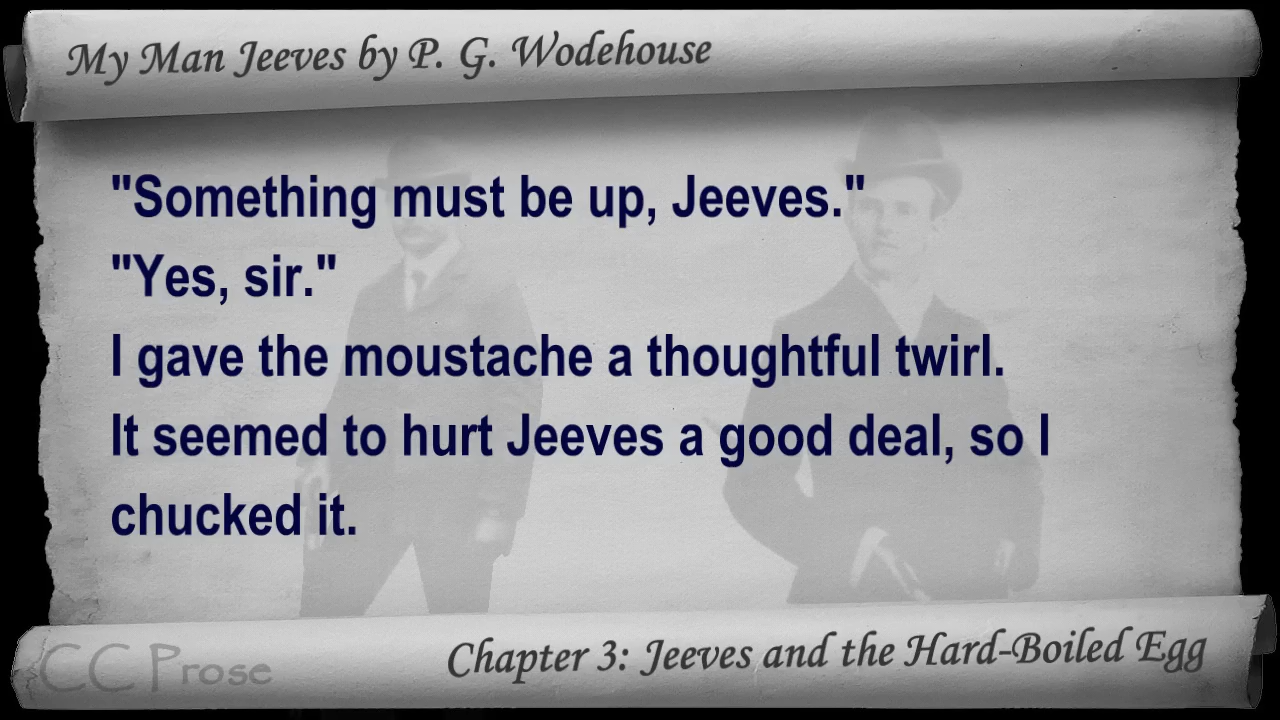 My Man Jeeves by P. G. Wodehouse
"Something must be up, Jeeves."
"Yes, sir."
I gave the moustache a thoughtful twirl.
It seemed to hurt Jeeves a good deal, so I
chucked it.
CC Prose
Chapter 3: Jeeves and the Hard-Boiled Egg